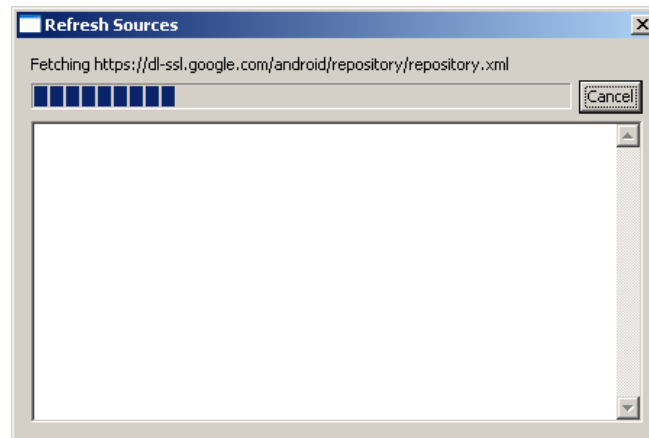 Refresh Sources
Fetching https://dl-ssl.google.com/android/repository/repository.xml
Cancel